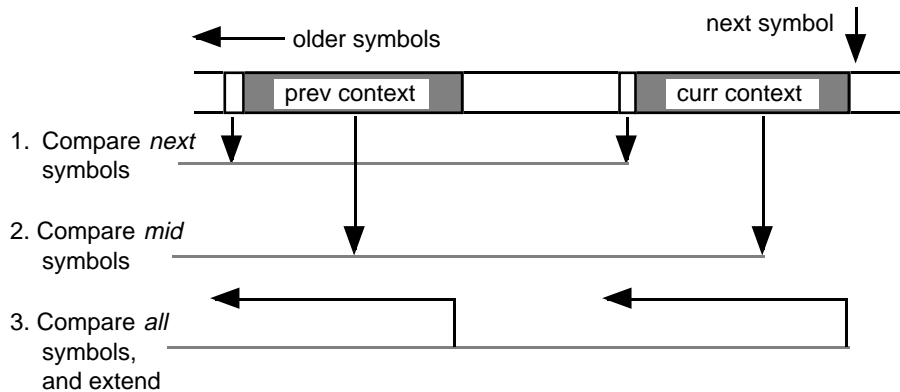 next symbol
older symbols
prev context
curr context
1. Compare next
symbols
2. Compare mid
symbols
3. Compare all
symbols,
and extend